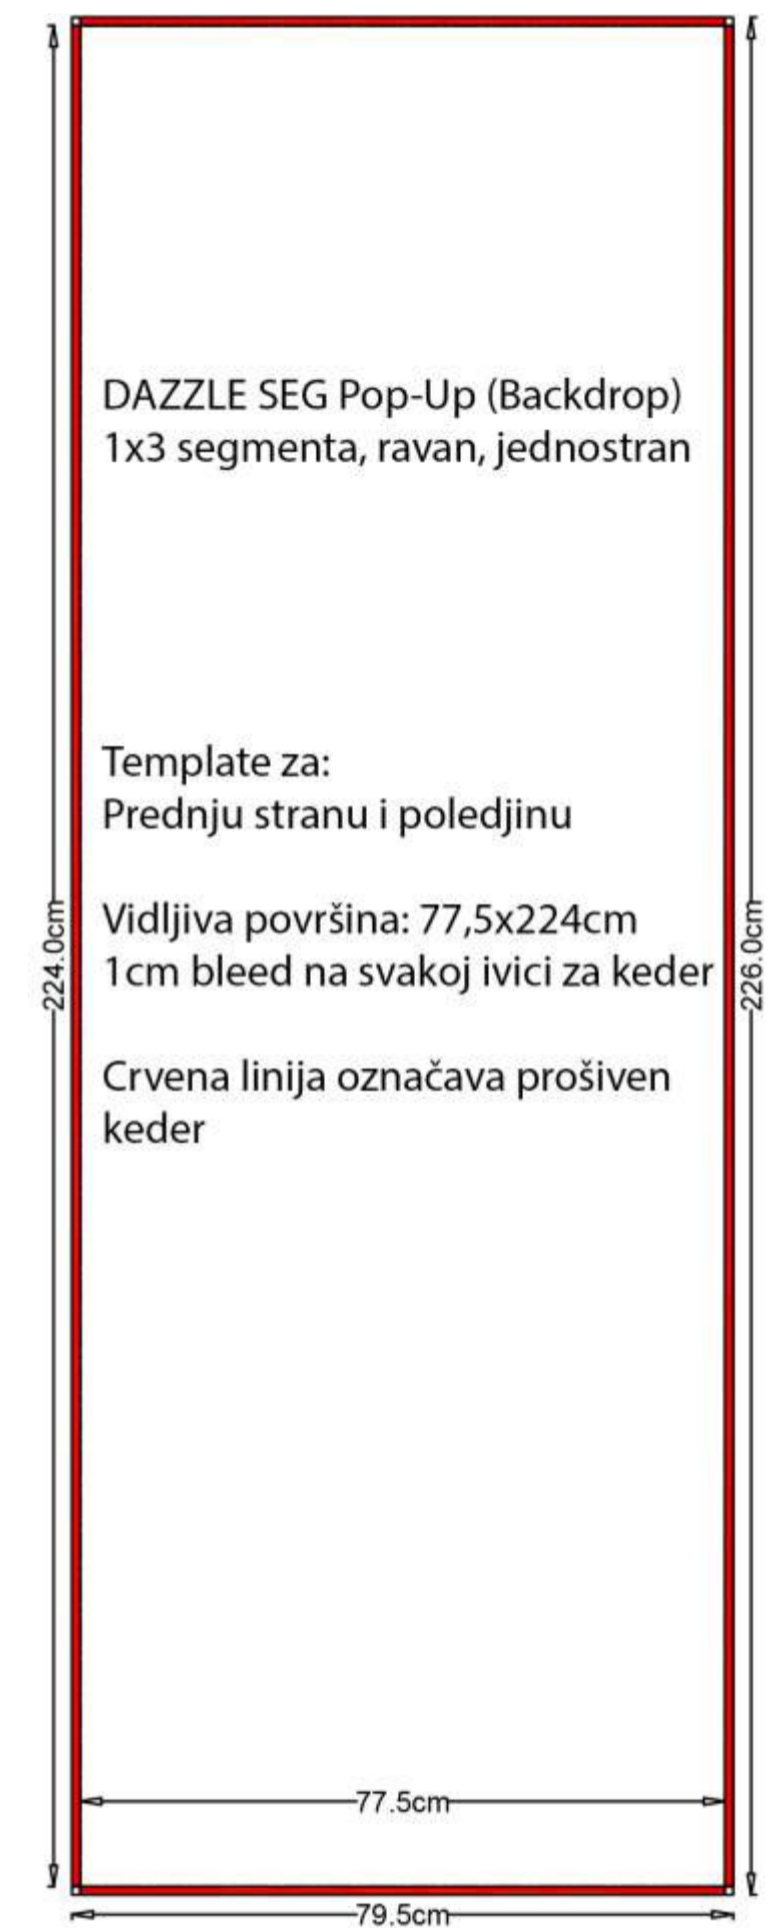 DAZZLE SEG Pop-Up (Backdrop)
1x3 segmenta, ravan, jednostran
Template za:
Prednju stranu i poledjinu
Vidljiva površina: 77,5x224cm
1cm bleed na svakoj ivici za keder
Crvena linija označava prošiven
keder
224.0cm
226.0cm
77.5cm
79.5cm